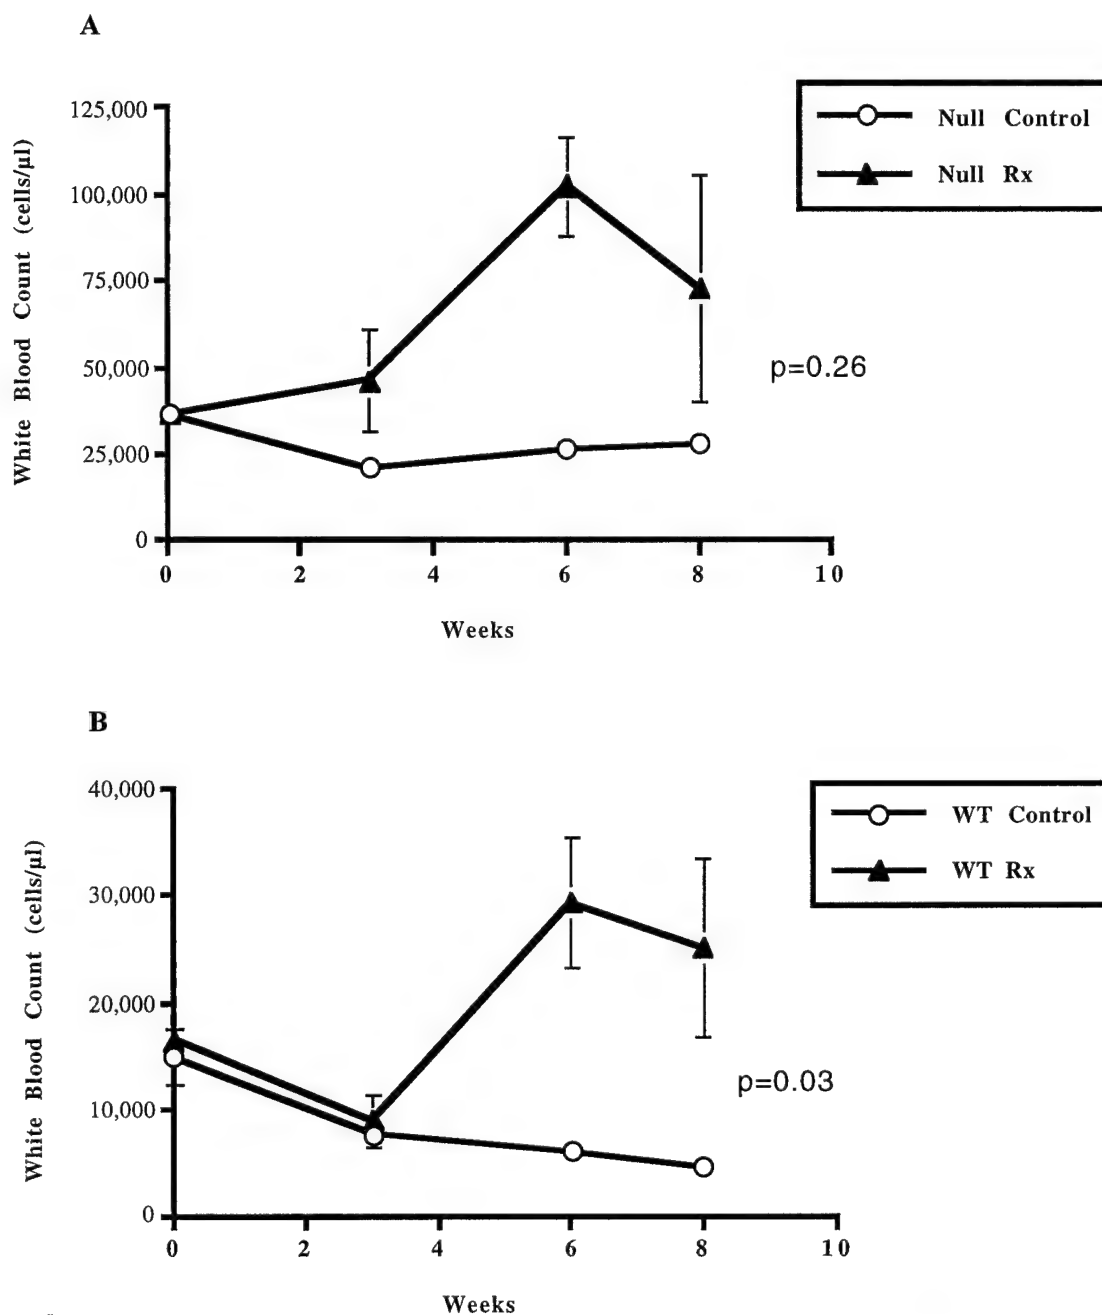 A
125,000
100,000
75,000
50,000
25,000
0
White Blood Count (cells/µl)
0 2 4 6 8 10
Weeks
Null Control
Null Rx
p=0.26
B
40,000
30,000
20,000
10,000
0
White Blood Count (cells/µl)
0 2 4 6 8 10
Weeks
WT Control
WT Rx
p=0.03